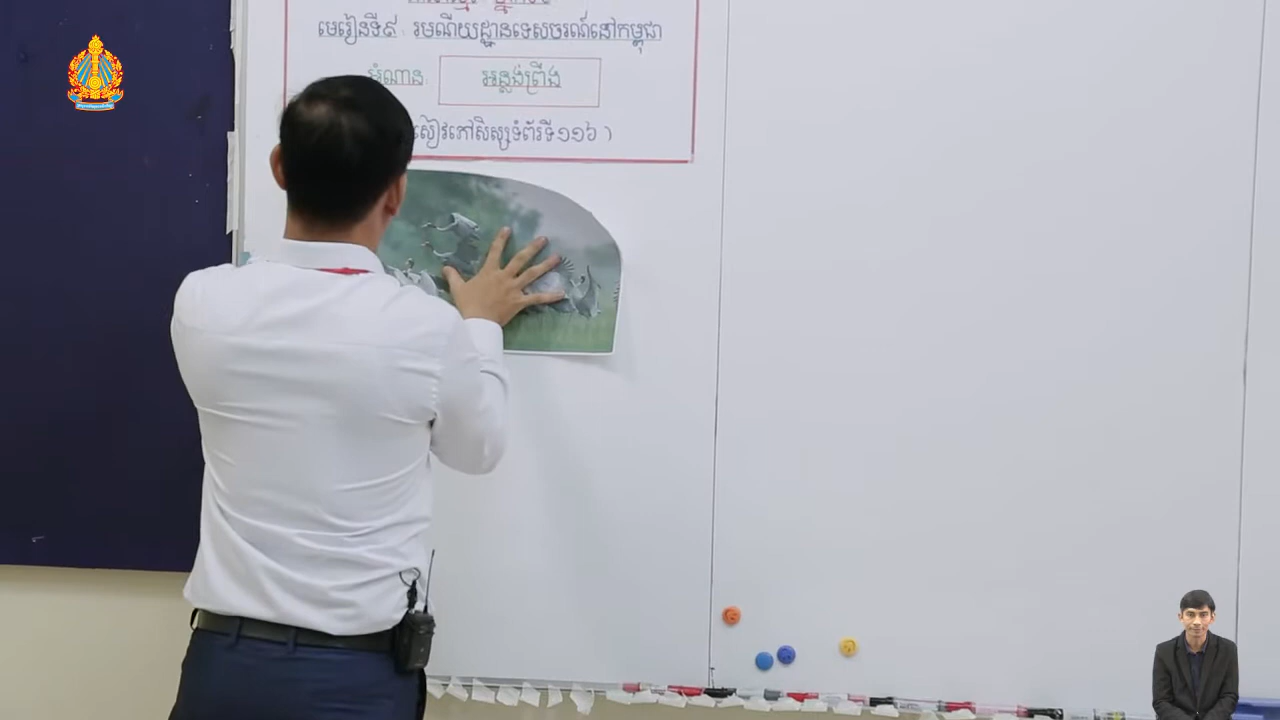 មេរៀនទី៩ រមណីយដ្ឋានទេសចរណ៍នៅកម្ពុជា
អំណាន អន្លង់ព្រីង
សៀវភៅសិស្សទំព័រទី១១៦ )